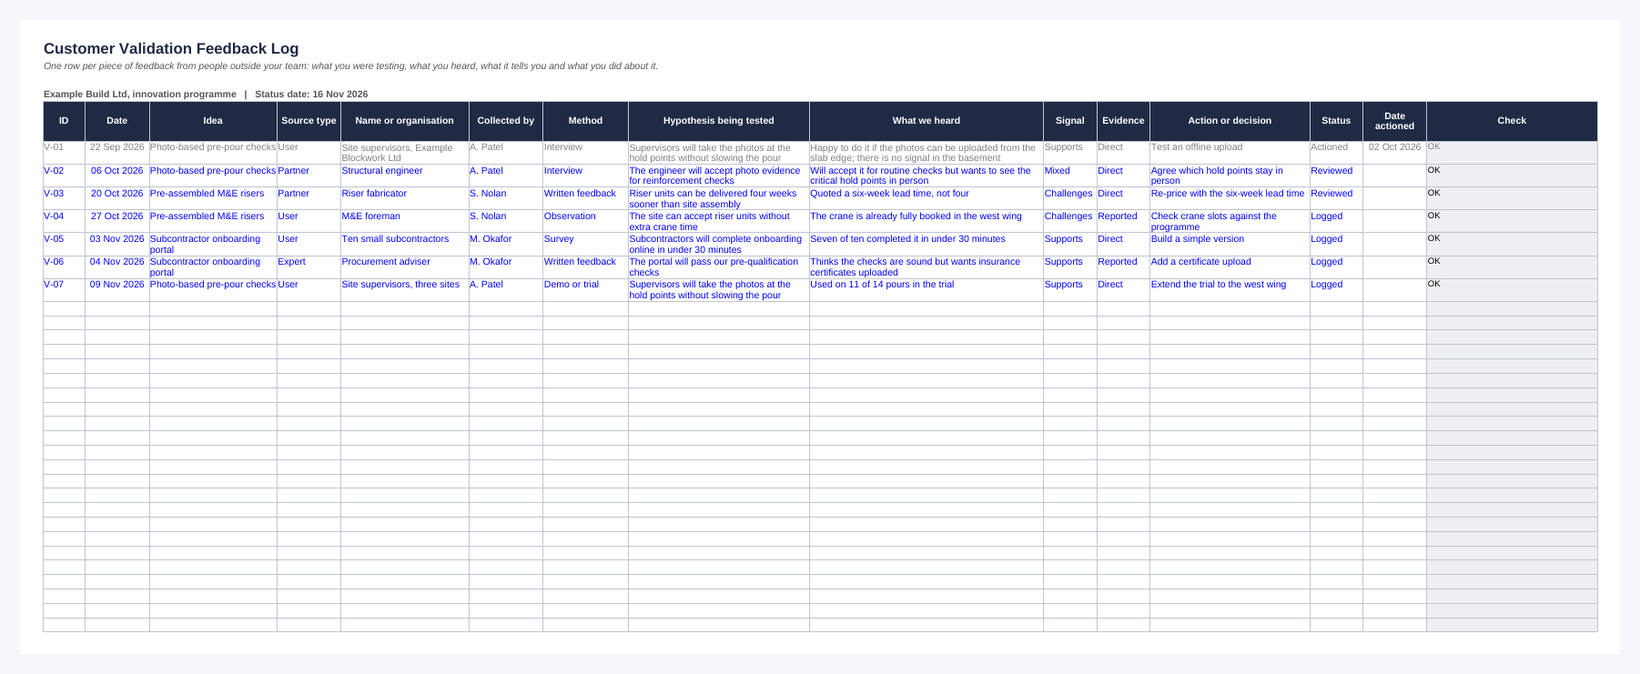 Customer Validation Feedback Log
One row per piece of feedback from people outside your team: what you were testing, what you heard, what it tells you and what you did about it.
Example Build Ltd, innovation programme | Status date: 16 Nov 2026
ID Date Idea Source type Name or organisation Collected by Method Hypothesis being tested What we heard Signal Evidence Action or decision Status Date actioned Check
V-01 22 Sep 2026 Photo-based pre-pour checks User Site supervisors, Example Blockwork Ltd A. Patel Interview Supervisors will take the photos at the hold points without slowing the pour Happy to do it if the photos can be uploaded from the slab edge; there is no signal in the basement Supports Direct Test an offline upload Actioned 02 Oct 2026 OK
V-02 06 Oct 2026 Photo-based pre-pour checks Partner Structural engineer A. Patel Interview The engineer will accept photo evidence for reinforcement checks Will accept it for routine checks but wants to see the critical hold points in person Mixed Direct Agree which hold points stay in person Reviewed OK
V-03 20 Oct 2026 Pre-assembled M&E risers Partner Riser fabricator S. Nolan Written feedback Riser units can be delivered four weeks sooner than site assembly Quoted a six-week lead time, not four Challenges Direct Re-price with the six-week lead time Reviewed OK
V-04 27 Oct 2026 Pre-assembled M&E risers User M&E foreman S. Nolan Observation The site can accept riser units without extra crane time The crane is already fully booked in the west wing Challenges Reported Check crane slots against the programme Logged OK
V-05 03 Nov 2026 Subcontractor onboarding portal User Ten small subcontractors M. Okafor Survey Subcontractors will complete onboarding online in under 30 minutes Seven of ten completed it in under 30 minutes Supports Direct Build a simple version Logged OK
V-06 04 Nov 2026 Subcontractor onboarding portal Expert Procurement adviser M. Okafor Written feedback The portal will pass our pre-qualification checks Thinks the checks are sound but wants insurance certificates uploaded Supports Reported Add a certificate upload Logged OK
V-07 09 Nov 2026 Photo-based pre-pour checks User Site supervisors, three sites A. Patel Demo or trial Supervisors will take the photos at the hold points without slowing the pour Used on 11 of 14 pours in the trial Supports Direct Extend the trial to the west wing Logged OK